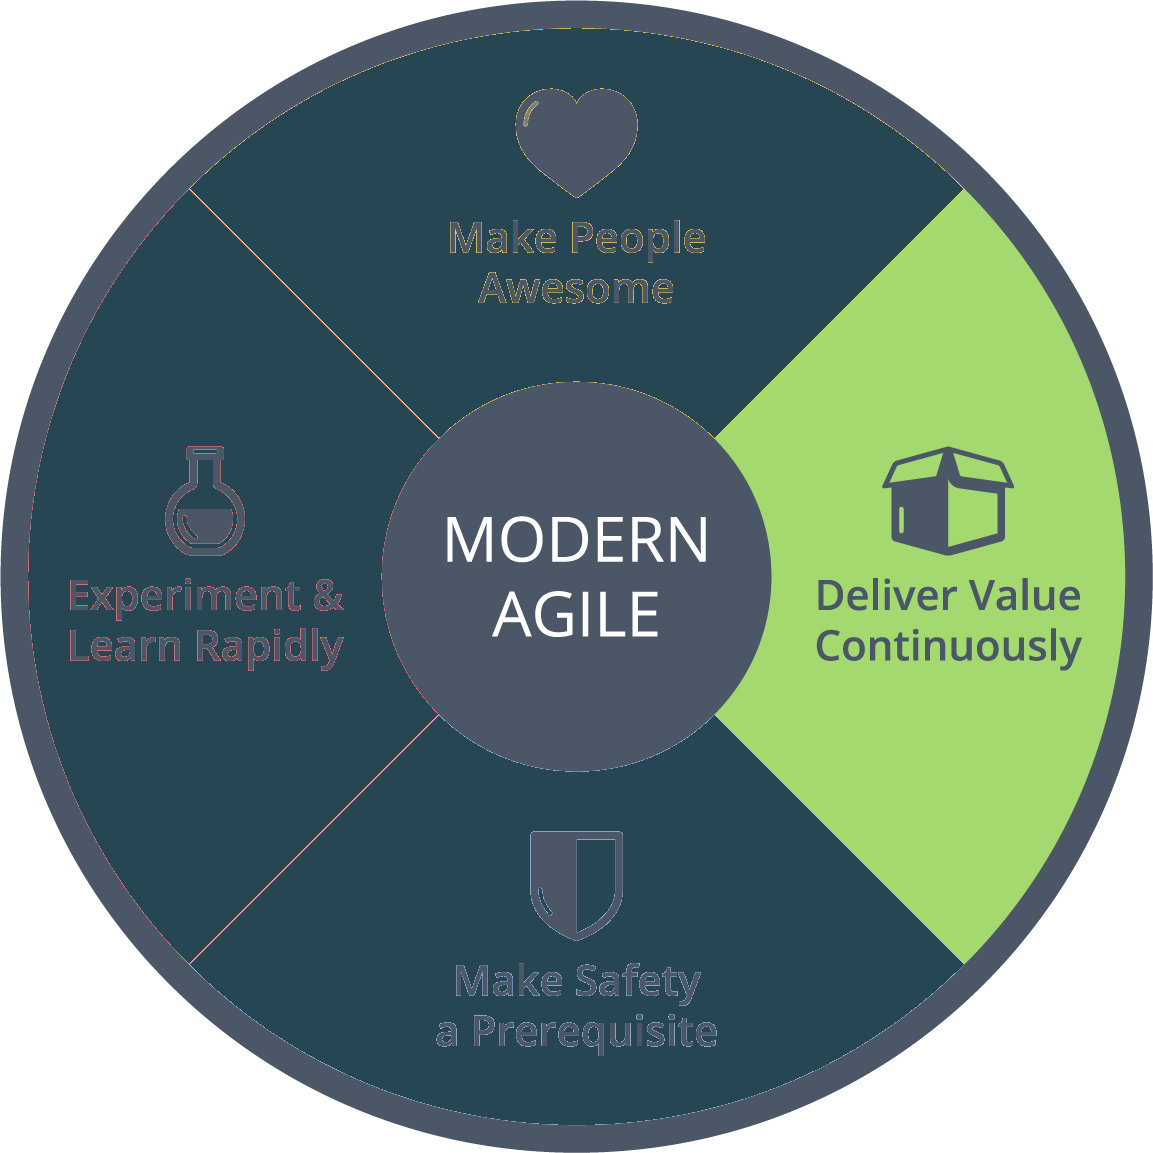 Make People
Awesome
Experiment &
Learn Rapidly
MODERN
AGILE
Deliver Value
Continuously
Make Safety
a Prerequisite